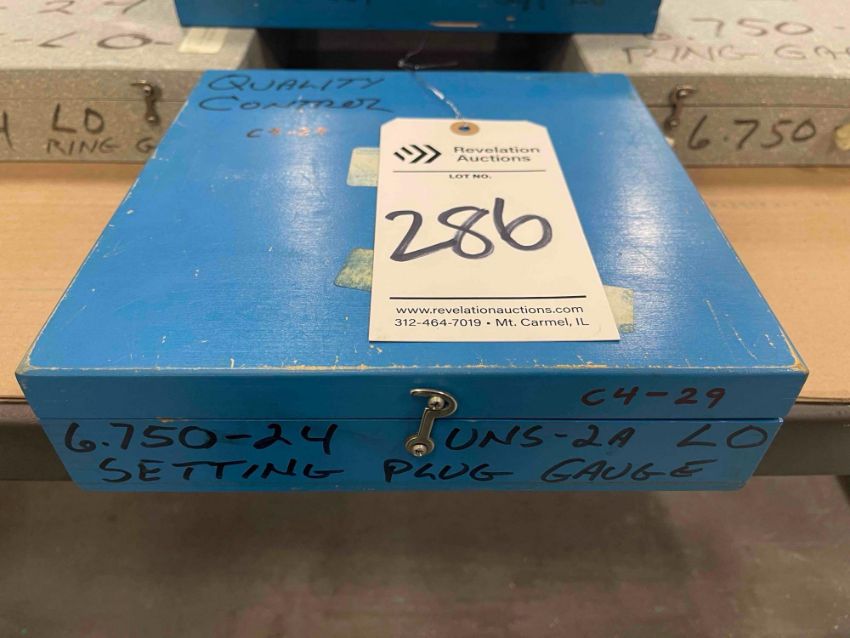 6.750
RING GA
LO
RING G
6.750
QUALITY
CONTROL
C4-29
Revelation
Auctions
LOT NO.
286
www.revelationauctions.com
312-464-7019 • Mt. Carmel, IL
C4-29
6.750-24 UNS-2A LO
SETTING PLUG GAUGE